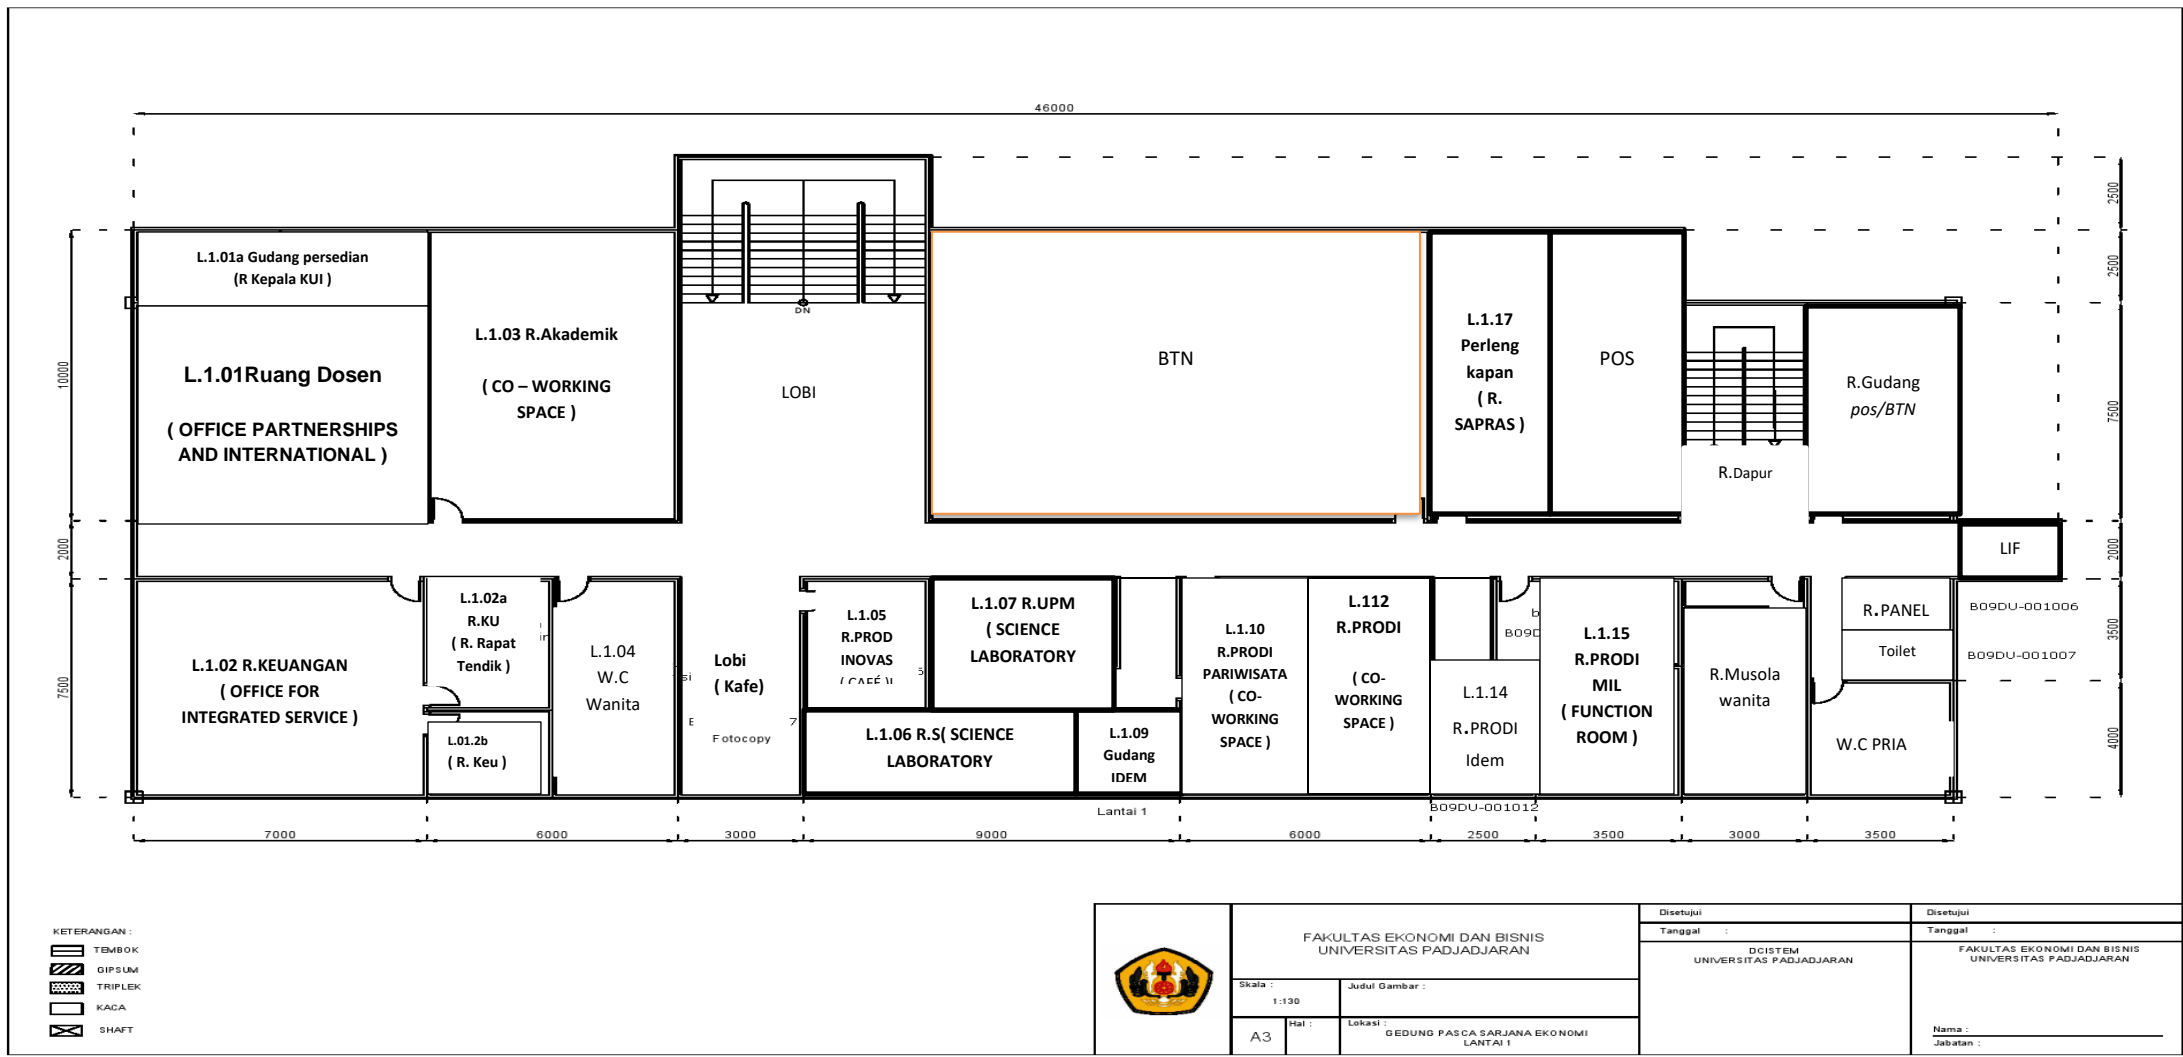 46000
2500
2500
7500
2000
3500
4000
10000
2000
7500
L.1.01a Gudang persedian
(R Kepala KUI )
L.1.01Ruang Dosen
( OFFICE PARTNERSHIPS
AND INTERNATIONAL )
L.1.03 R.Akademik
( CO – WORKING
SPACE )
DN
LOBI
BTN
L.1.17
Perleng
kapan
( R.
SAPRAS )
POS
R.Dapur
R.Gudang
pos/BTN
LIF
L.1.02 R.KEUANGAN
( OFFICE FOR
INTEGRATED SERVICE )
L.1.02a
R.KU
( R. Rapat
Tendik )
L.01.2b
( R. Keu )
L.1.04
W.C
Wanita
Lobi
( Kafe)
Fotocopy
L.1.05
R.PROD
INOVAS
( CAFÉ )I
L.1.07 R.UPM
( SCIENCE
LABORATORY
L.1.06 R.S( SCIENCE
LABORATORY
L.1.09
Gudang
IDEM
L.1.10
R.PRODI
PARIWISATA
( CO-
WORKING
SPACE )
L.112
R.PRODI
( CO-
WORKING
SPACE )
B09D
L.1.14
R.PRODI
Idem
L.1.15
R.PRODI
MIL
( FUNCTION
ROOM )
R.Musola
wanita
R.PANEL
Toilet
W.C PRIA
B09DU-001006
B09DU-001007
Lantai 1
B09DU-001012
7000
6000
3000
9000
6000
2500
3500
3000
3500
KETERANGAN :
TEMBOK
GIPSUM
TRIPLEK
KACA
SHAFT
FAKULTAS EKONOMI DAN BISNIS
UNIVERSITAS PADJADJARAN
Skala :
1:130
Judul Gambar :
A3
Hal :
Lokasi :
GEDUNG PASCA SARJANA EKONOMI
LANTAI 1
Disetujui
Tanggal :
DCISTEM
UNIVERSITAS PADJADJARAN
Disetujui
Tanggal :
FAKULTAS EKONOMI DAN BISNIS
UNIVERSITAS PADJADJARAN
Nama :
Jabatan :